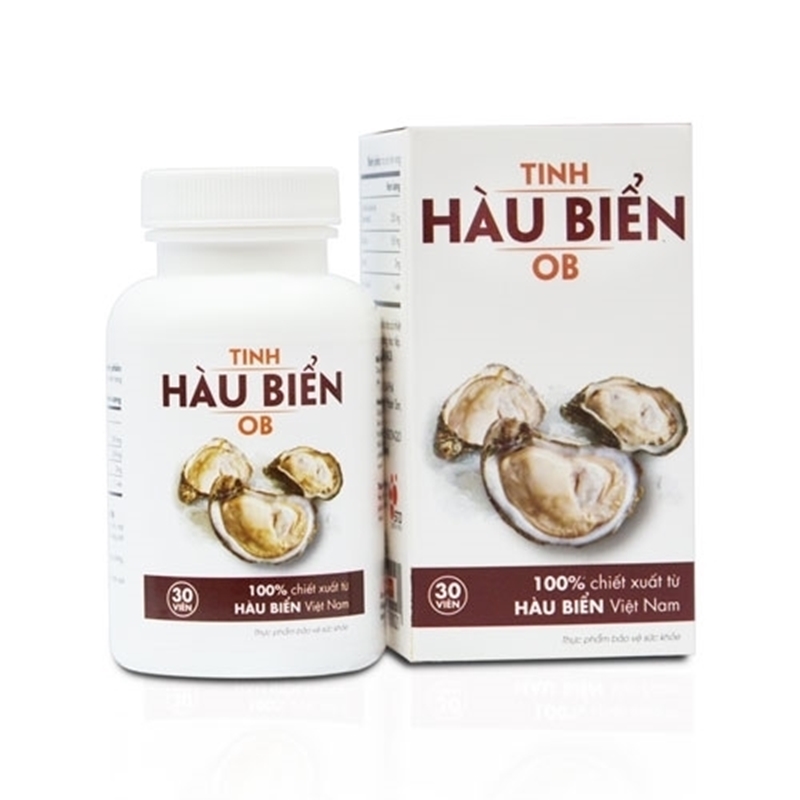 TINH
HÀU BIỂN
OB
30
VIÊN
100% chiết xuất từ
HÀU BIỂN Việt Nam
Thực phẩm bảo vệ sức khỏe
TINH
HÀU BIỂN
OB
30
VIÊN
100% chiết xuất từ
HÀU BIỂN Việt Nam
Thực phẩm bảo vệ sức khỏe